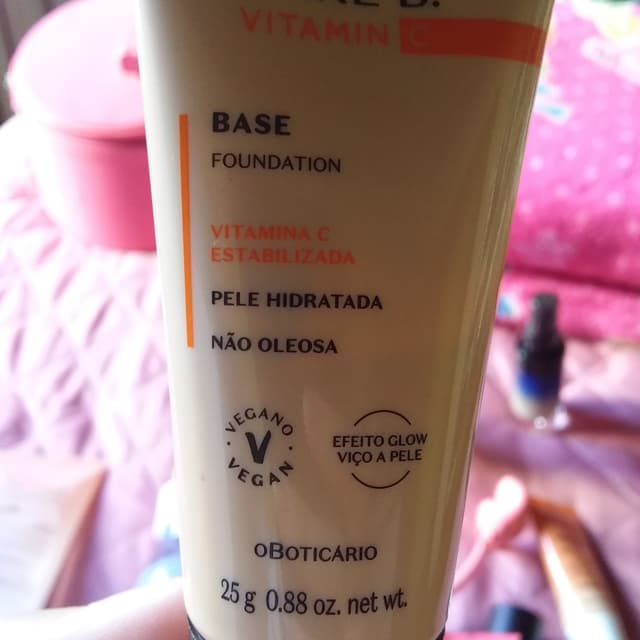 VITAMIN C
BASE
FOUNDATION
VITAMINA C
ESTABILIZADA
PELE HIDRATADA
NÃO OLEOSA
VEGANO
V
VEGAN
EFEITO GLOW
VIÇO A PELE
oBOTICÁRIO
25 g 0.88 oz. net wt.